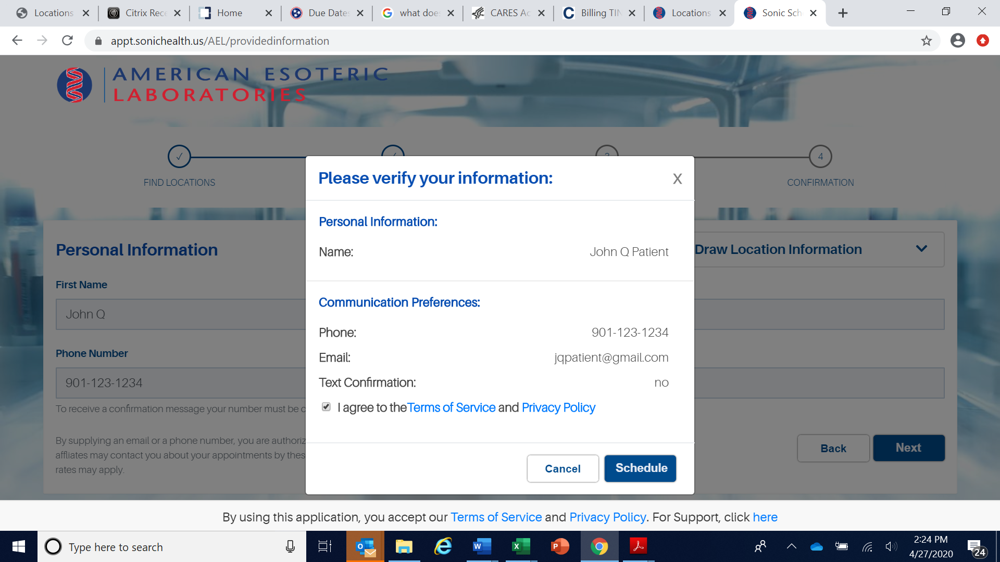 Locations
Citrix Rece
Home
Due Dates
what does
CARES Ac
Billing TIN
Locations
Sonic Sch
appt.sonichealth.us/AEL/providedinformation
AMERICAN ESOTERIC
LABORATORIES
4
FIND LOCATIONS
CONFIRMATION
Please verify your information:
X
Personal Information:
Name: John Q Patient
Communication Preferences:
Phone: 901-123-1234
Email: jqpatient@gmail.com
Text Confirmation: no
I agree to theTerms of Service and Privacy Policy
Cancel
Schedule
Personal Information
Draw Location Information
First Name
John Q
Phone Number
901-123-1234
To receive a confirmation message your number must be c
By supplying an email or a phone number, you are authoriz
affliates may contact you about your appointments by thes
rates may apply.
Back
Next
By using this application, you accept our Terms of Service and Privacy Policy. For Support, click here
Type here to search
2:24 PM
4/27/2020
24